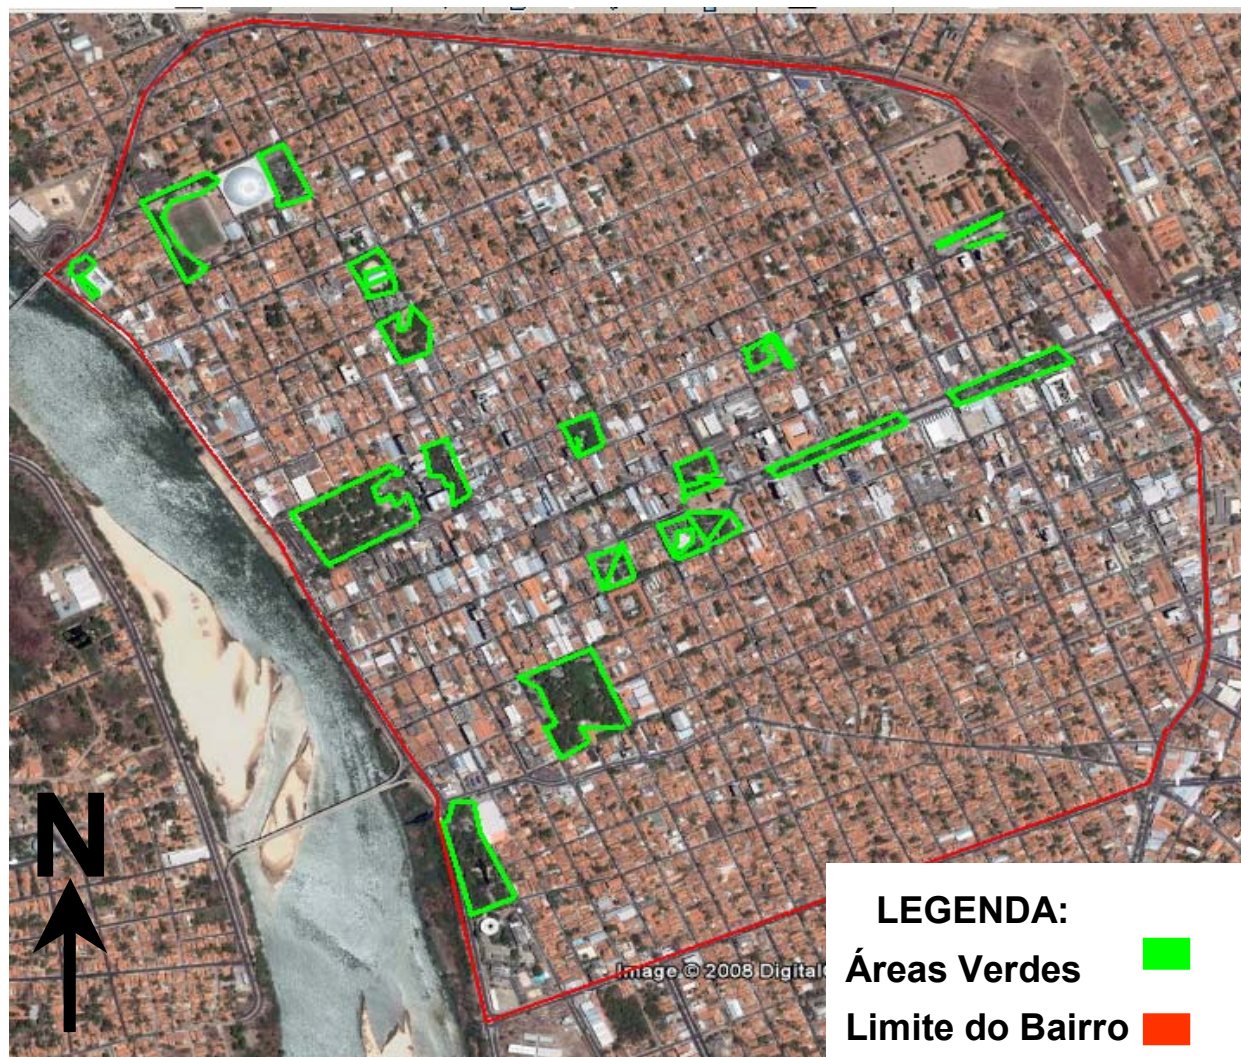 N
Image © 2008 Digital
LEGENDA:
Áreas Verdes
Limite do Bairro